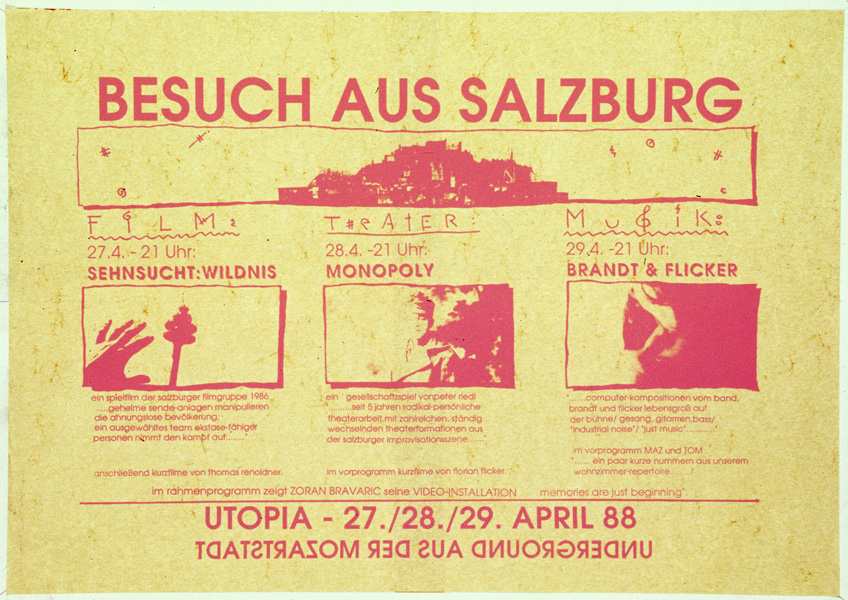 BESUCH AUS SALZBURG
FILM:
27.4. - 21 Uhr:
SEHNSUCHT:WILDNIS
ein spielfilm der salzburger filmgruppe 1986
"....geheime sende-anlagen manipulieren
die ahnungslose bevölkerung;
ein ausgewähltes team ekstase-fähiger
personen nimmt den kampf auf......."
anschließend kurzfilme von thomas renoldner.
THEATER:
28.4. -21 Uhr:
MONOPOLY
ein gesellschaftsspiel vonpeter riedl
"..........seit 5 jahren radikal-persönliche
theaterarbeit mit zahlreichen, ständig
wechselnden theaterformationen aus
der salzburger improvisationsszene......"
im vorprogramm kurzfilme von florian flicker.
MUSIK:
29.4. -21 Uhr:
BRANDT & FLICKER
".......computer-kompositionen vom band,
brandt und flicker lebensgroß auf
der bühne/ gesang, gitarren,bass/
"industrial noise"/ "just music"............"
im vorprogramm MAZ und TOM
"....... ein paar kurze nummern aus unserem
wohnzimmer-repertoire........!"
im rahmenprogramm zeigt ZORAN BRAVARIC seine VIDEO-INSTALLATION memories are just beginning"
UTOPIA - 27./28./29. APRIL 88
UNDERGROUND AUS DER MOZARTSTADT